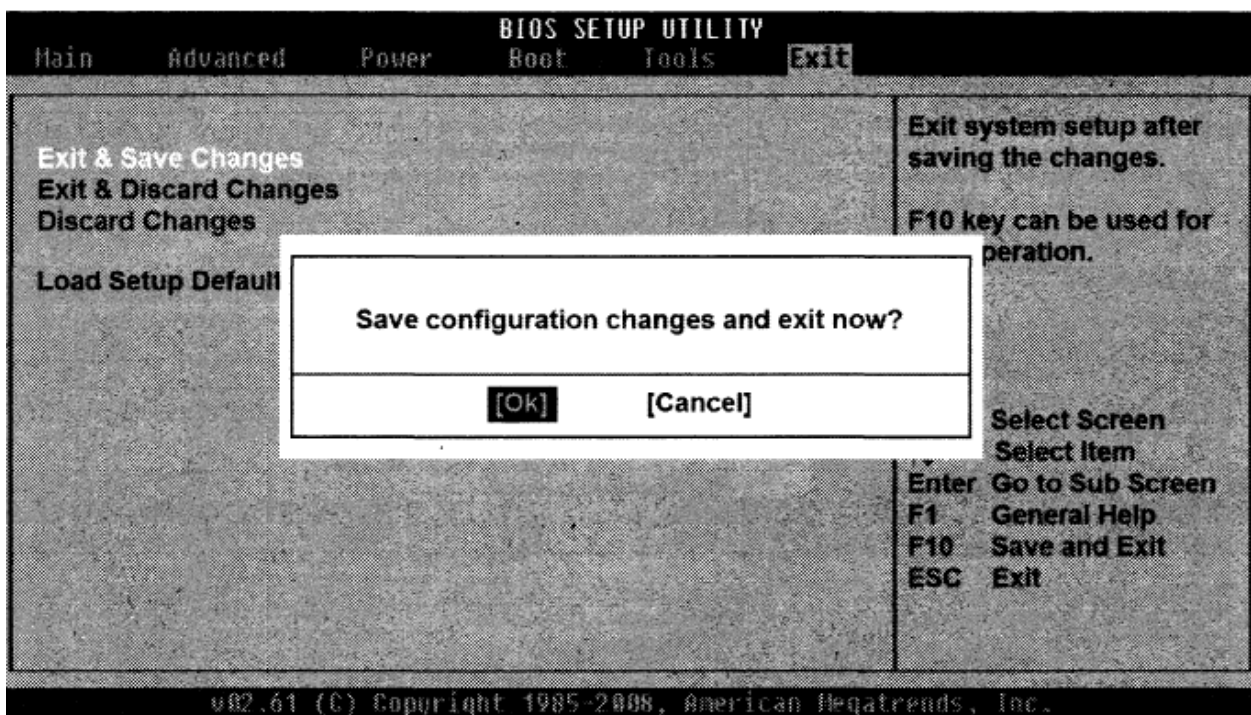 BIOS SETUP UTILITY
Main Advanced Power Boot Tools Exit
Exit & Save Changes
Exit & Discard Changes
Discard Changes
Load Setup Default
Exit system setup after
saving the changes.
F10 key can be used for
peration.
Save configuration changes and exit now?
[Ok] [Cancel]
Select Screen
Select Item
Enter Go to Sub Screen
F1 General Help
F10 Save and Exit
ESC Exit
v02.61 (C) Copyright 1985-2008, American Megatrends, Inc.